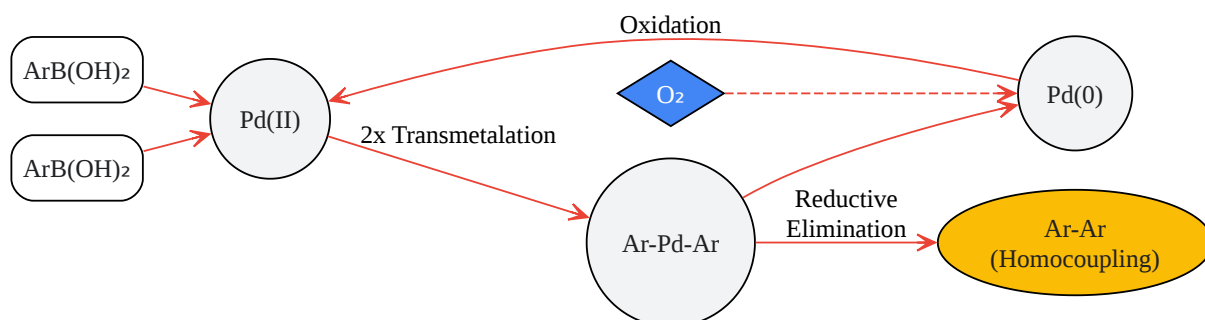 Oxidation
ArB(OH)₂
O₂
Pd(0)
Pd(II)
2x Transmetalation
ArB(OH)₂
Reductive
Elimination
Ar-Pd-Ar
Ar-Ar
(Homocoupling)